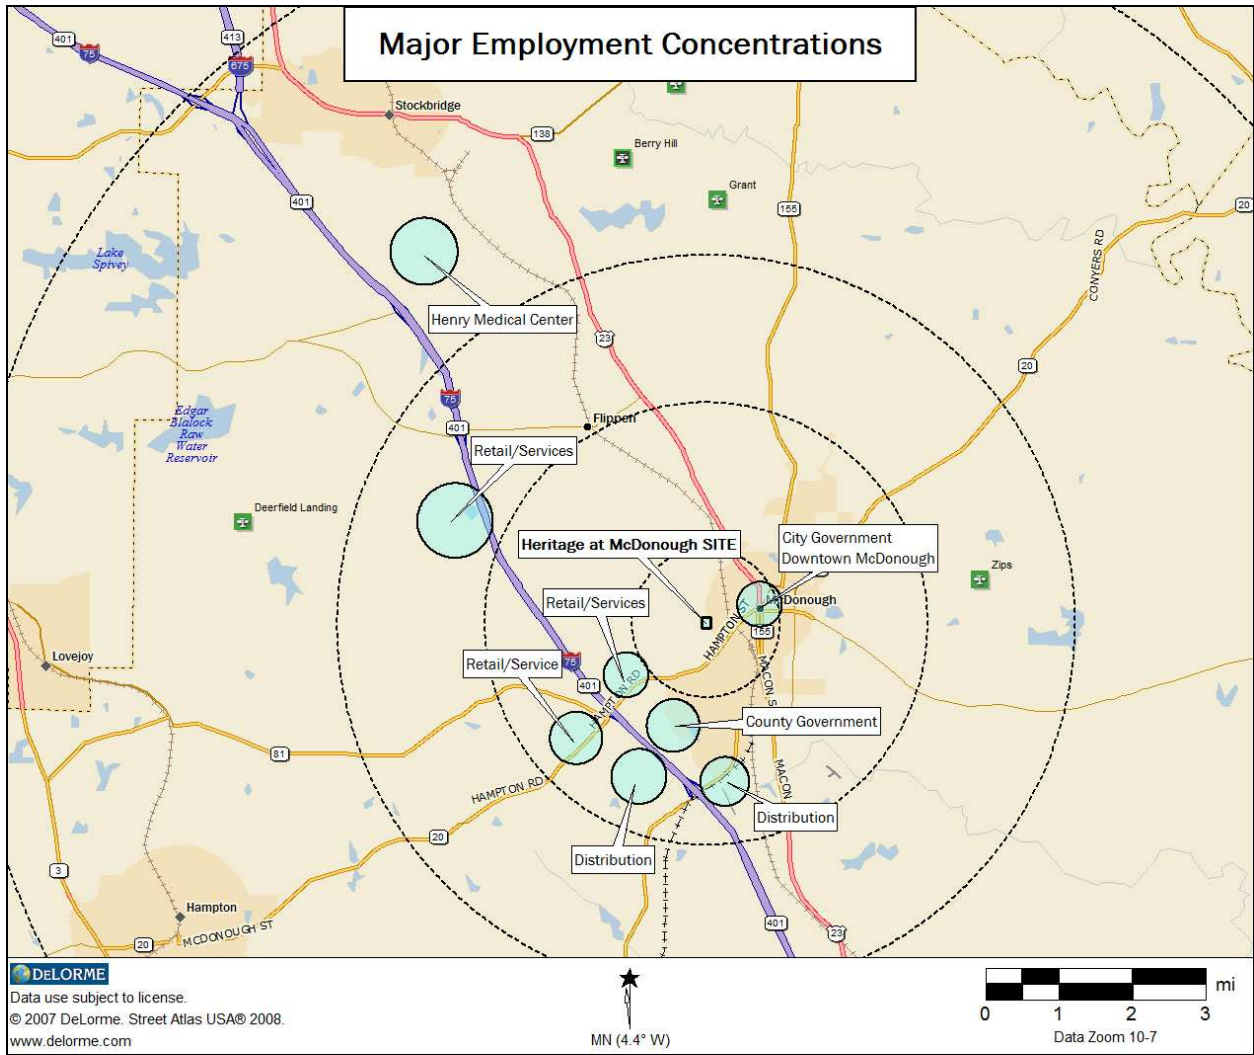 Major Employment Concentrations
401
75
413
675
Stockbridge
138
Berry Hill
Grant
155
20
401
CONYERS RD
Lake
Spivey
Henry Medical Center
23
20
75
401
Edgar
Blalock
Raw
Water
Reservoir
Flippen
Retail/Services
Deerfield Landing
Heritage at McDonough SITE
City Government
Downtown McDonough
Zips
Retail/Services
McDonough
HAMPTON ST
155
Lovejoy
Retail/Service
75
401
HAMPTON RD
MACON S
County Government
81
HAMPTON RD
MACON
Distribution
20
Distribution
3
Hampton
20
MCDONOUGH ST
401
23
DELORME
Data use subject to license.
© 2007 DeLorme. Street Atlas USA® 2008.
www.delorme.com
MN (4.4° W)
mi
0 1 2 3
Data Zoom 10-7